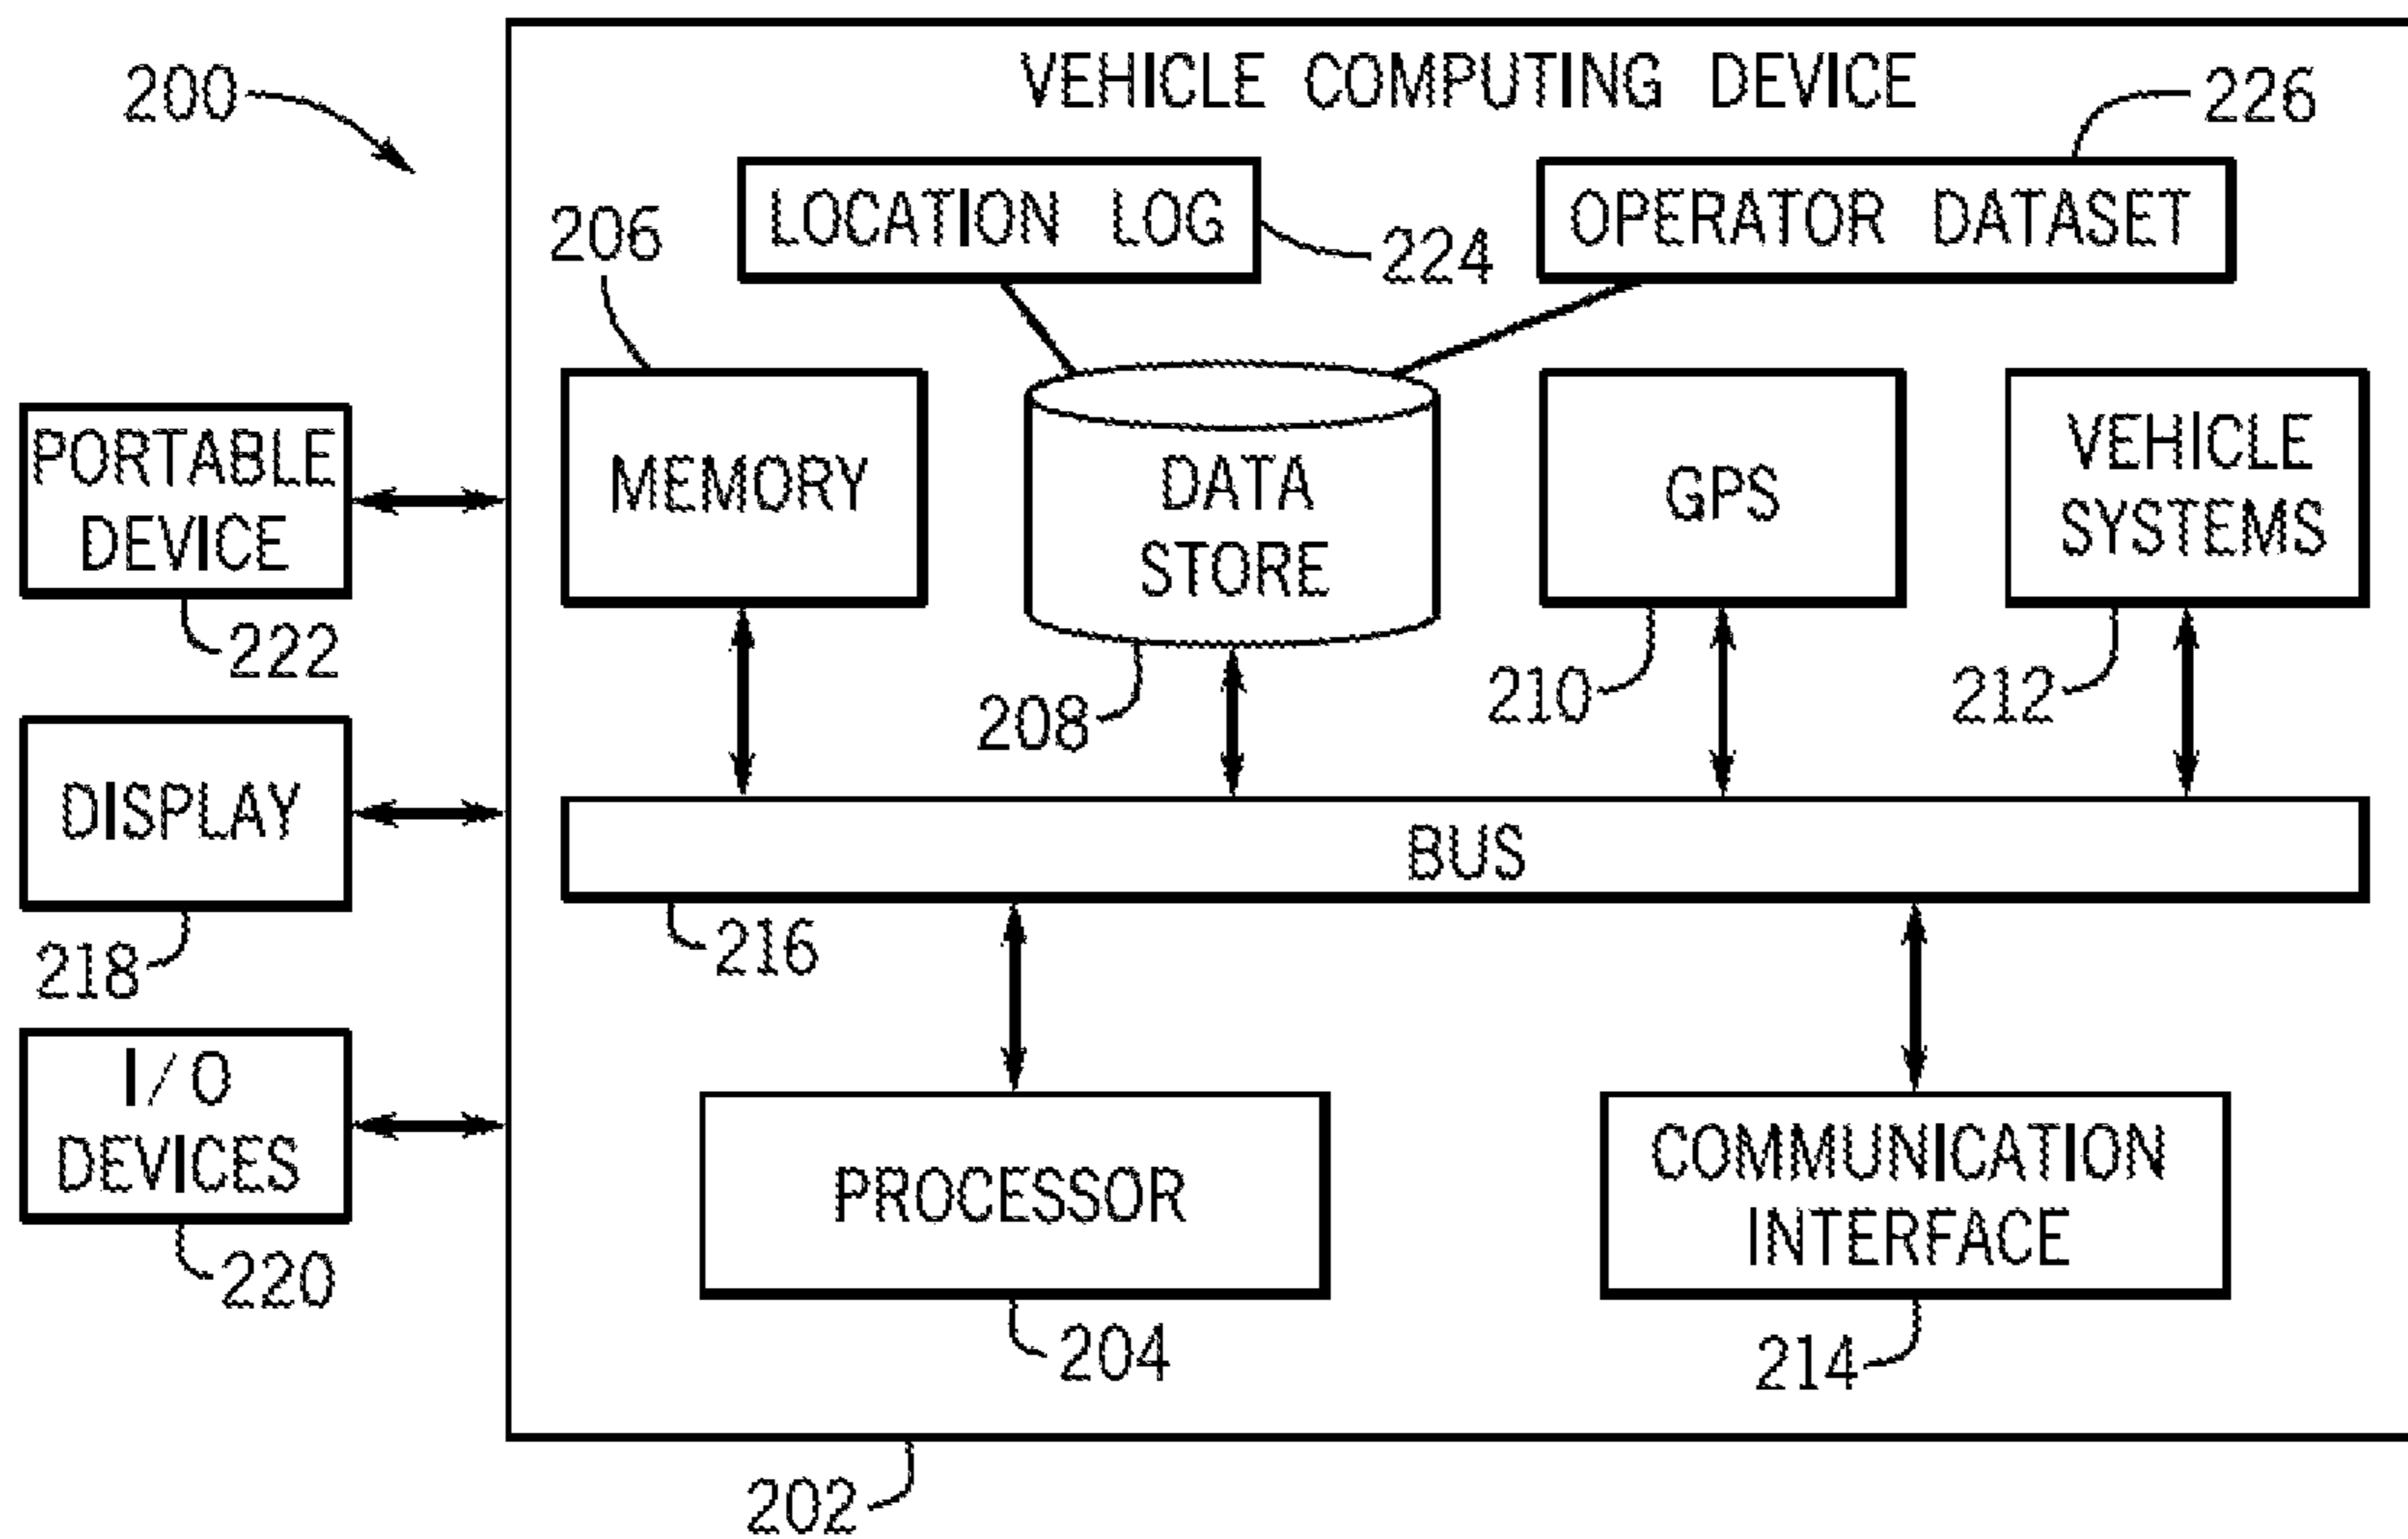 VEHICLE COMPUTING DEVICE
200
226
LOCATION LOG
OPERATOR DATASET
206
224
PORTABLE
DEVICE
222
MEMORY
DATA
STORE
GPS
VEHICLE
SYSTEMS
208
210
212
DISPLAY
218
BUS
216
I/O
DEVICES
220
PROCESSOR
COMMUNICATION
INTERFACE
204
214
202